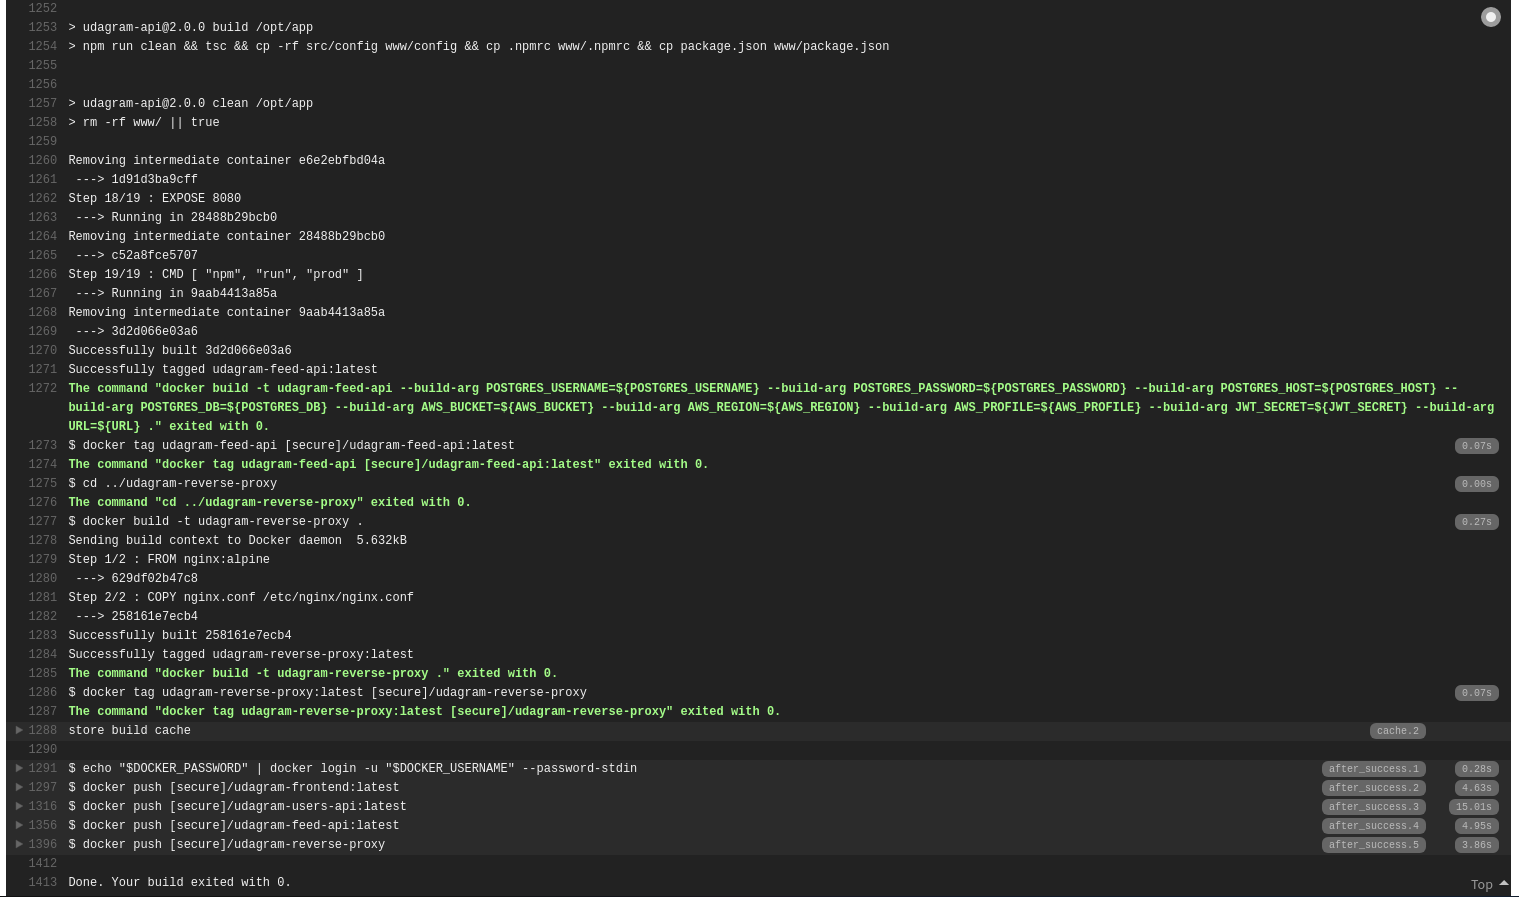 1252
1253 > udagram-api@2.0.0 build /opt/app
1254 > npm run clean && tsc && cp -rf src/config www/config && cp .npmrc www/.npmrc && cp package.json www/package.json
1255
1256
1257 > udagram-api@2.0.0 clean /opt/app
1258 > rm -rf www/ || true
1259
1260 Removing intermediate container e6e2ebfbd04a
1261  ---> 1d91d3ba9cff
1262 Step 18/19 : EXPOSE 8080
1263  ---> Running in 28488b29bcb0
1264 Removing intermediate container 28488b29bcb0
1265  ---> c52a8fce5707
1266 Step 19/19 : CMD [ "npm", "run", "prod" ]
1267  ---> Running in 9aab4413a85a
1268 Removing intermediate container 9aab4413a85a
1269  ---> 3d2d066e03a6
1270 Successfully built 3d2d066e03a6
1271 Successfully tagged udagram-feed-api:latest
1272 The command "docker build -t udagram-feed-api --build-arg POSTGRES_USERNAME=${POSTGRES_USERNAME} --build-arg POSTGRES_PASSWORD=${POSTGRES_PASSWORD} --build-arg POSTGRES_HOST=${POSTGRES_HOST} --
build-arg POSTGRES_DB=${POSTGRES_DB} --build-arg AWS_BUCKET=${AWS_BUCKET} --build-arg AWS_REGION=${AWS_REGION} --build-arg AWS_PROFILE=${AWS_PROFILE} --build-arg JWT_SECRET=${JWT_SECRET} --build-arg
URL=${URL} ." exited with 0.
1273 $ docker tag udagram-feed-api [secure]/udagram-feed-api:latest 0.07s
1274 The command "docker tag udagram-feed-api [secure]/udagram-feed-api:latest" exited with 0.
1275 $ cd ../udagram-reverse-proxy 0.00s
1276 The command "cd ../udagram-reverse-proxy" exited with 0.
1277 $ docker build -t udagram-reverse-proxy . 0.27s
1278 Sending build context to Docker daemon  5.632kB
1279 Step 1/2 : FROM nginx:alpine
1280  ---> 629df02b47c8
1281 Step 2/2 : COPY nginx.conf /etc/nginx/nginx.conf
1282  ---> 258161e7ecb4
1283 Successfully built 258161e7ecb4
1284 Successfully tagged udagram-reverse-proxy:latest
1285 The command "docker build -t udagram-reverse-proxy ." exited with 0.
1286 $ docker tag udagram-reverse-proxy:latest [secure]/udagram-reverse-proxy 0.07s
1287 The command "docker tag udagram-reverse-proxy:latest [secure]/udagram-reverse-proxy" exited with 0.
1288 store build cache cache.2
1290
1291 $ echo "$DOCKER_PASSWORD" | docker login -u "$DOCKER_USERNAME" --password-stdin after_success.1 0.28s
1297 $ docker push [secure]/udagram-frontend:latest after_success.2 4.63s
1316 $ docker push [secure]/udagram-users-api:latest after_success.3 15.01s
1356 $ docker push [secure]/udagram-feed-api:latest after_success.4 4.95s
1396 $ docker push [secure]/udagram-reverse-proxy after_success.5 3.86s
1412
1413 Done. Your build exited with 0.
Top